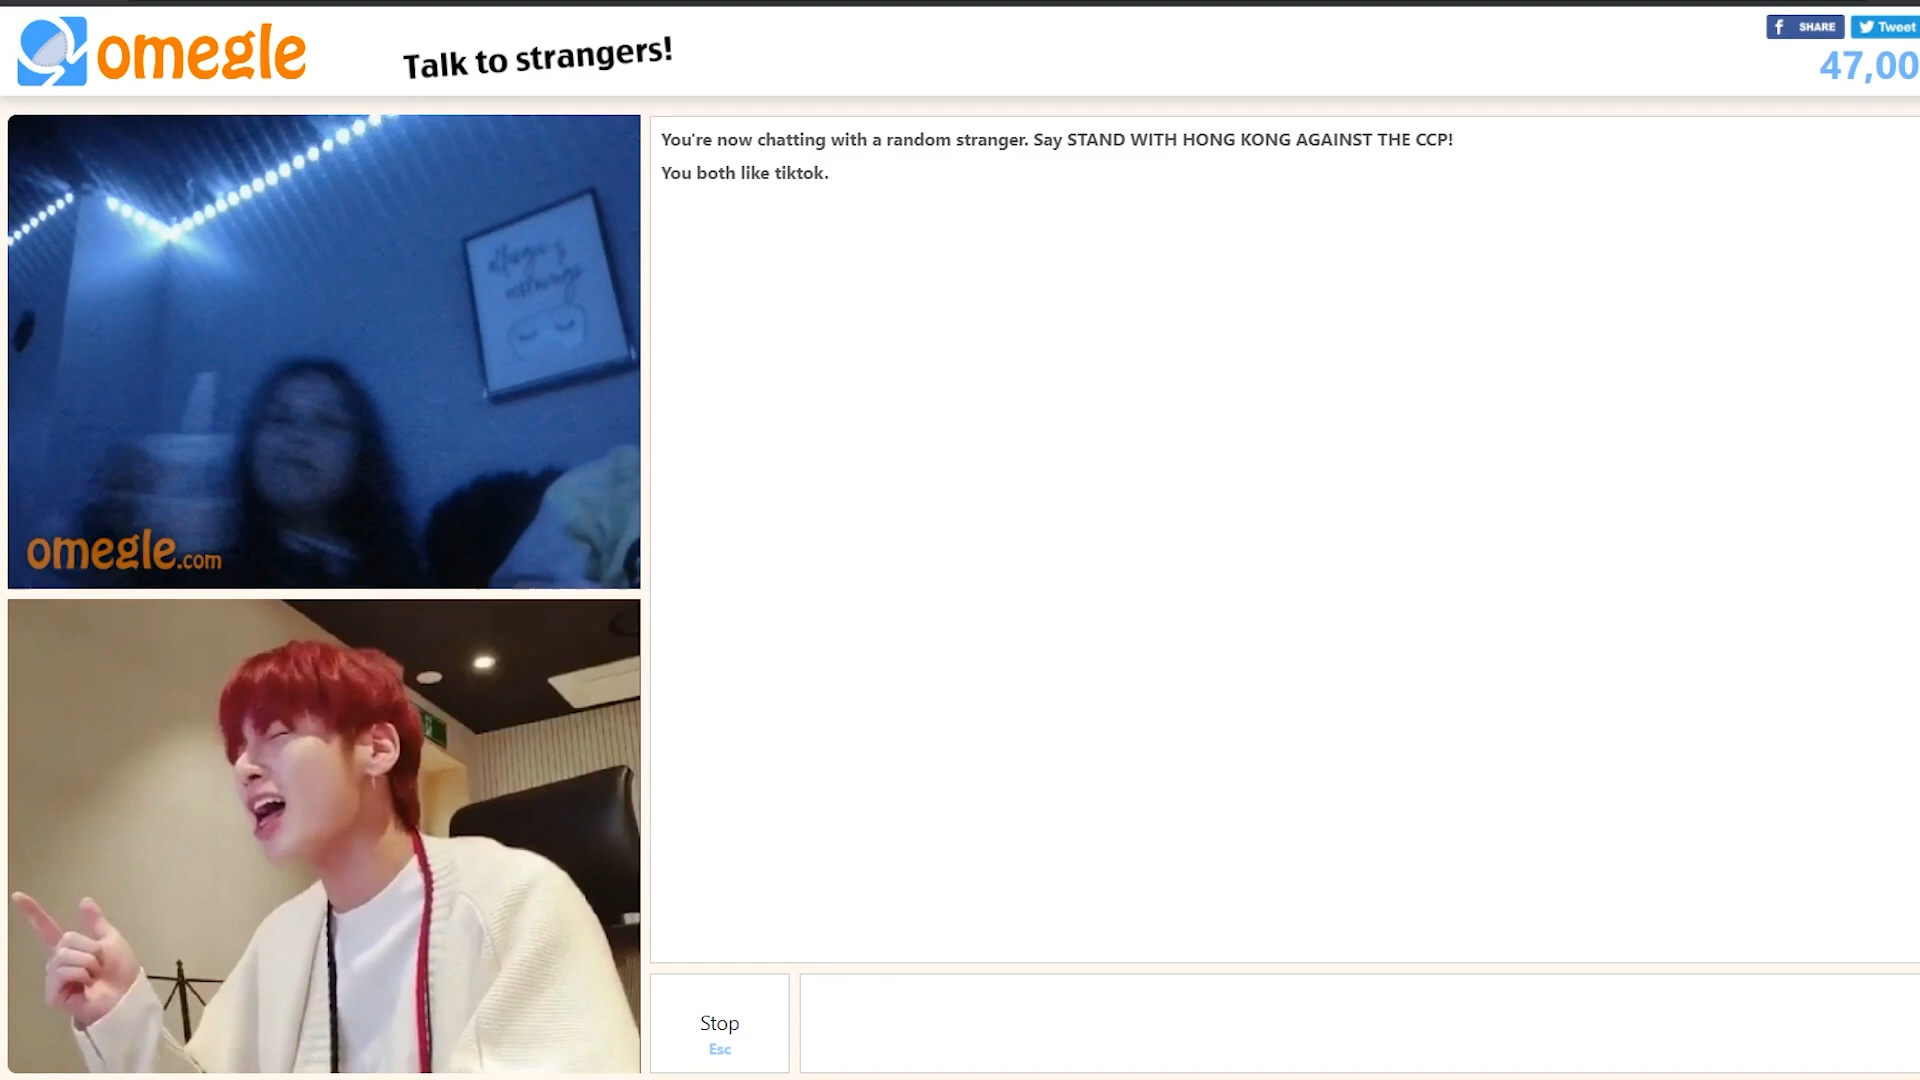 omegle
Talk to strangers!
SHARE
Tweet
47,00
You're now chatting with a random stranger. Say STAND WITH HONG KONG AGAINST THE CCP!
You both like tiktok.
omegle.com
Stop
Esc